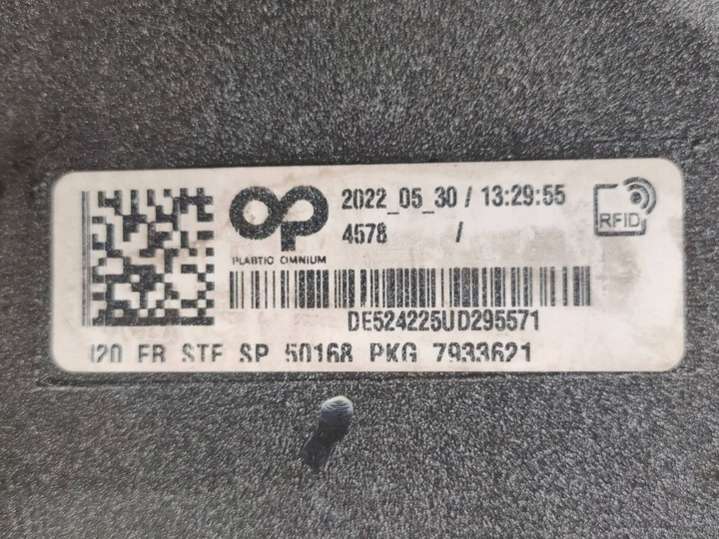 OP
PLASTIC OMNIUM
2022_05_30 / 13:29:55
4578 /
RFID
DE524225UD295571
I20 FR STF SP 50168 PKG 7933621